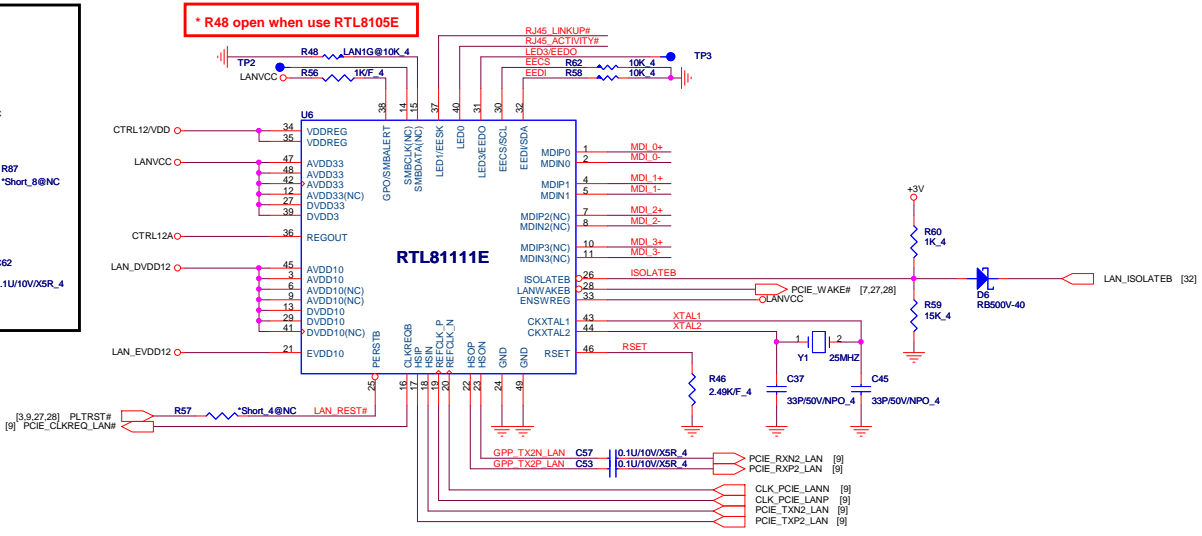 * R48 open when use RTL8105E
R87
*Short_8@NC
C62
.1U/10V/X5R_4
RJ45_LINKUP#
RJ45_ACTIVITY#
LED3/EEDO
EECS
EEDI
R48 LAN1G@10K_4
TP2
LANVCC
R56 1K/F_4
R62 10K_4
R58 10K_4
TP3
38 14 15 37 40 31 30 32
U6
GPO/SMBALERT
SMBCLK(NC)
SMBDATA(NC)
LED1/EESK
LED0
LED3/EEDO
EECS/SCL
EEDI/SDA
CTRL12/VDD
34 VDDREG
35 VDDREG
LANVCC
47 AVDD33
48 AVDD33
42 AVDD33
12 AVDD33(NC)
27 DVDD33
39 DVDD3
CTRL12A
36 REGOUT
LAN_DVDD12
45 AVDD10
3 AVDD10
6 AVDD10(NC)
9 AVDD10(NC)
13 DVDD10
29 DVDD10
41 DVDD10(NC)
LAN_EVDD12
21 EVDD10
RTL81111E
MDIP0 1 MDI_0+
MDIN0 2 MDI_0-
MDIP1 4 MDI_1+
MDIN1 5 MDI_1-
MDIP2(NC) 7 MDI_2+
MDIN2(NC) 8 MDI_2-
MDIP3(NC) 10 MDI_3+
MDIN3(NC) 11 MDI_3-
ISOLATEB 26 ISOLATEB
LANWAKEB 28 PCIE_WAKE# [7,27,28]
ENSWREG 33 LANVCC
CKXTAL1 43 XTAL1
CKXTAL2 44 XTAL2
RSET 46 RSET
+3V
R60
1K_4
R59
15K_4
D6
RB500V-40
LAN_ISOLATEB [32]
1 2
Y1 25MHZ
C37
33P/50V/NPO_4
C45
33P/50V/NPO_4
R46
2.49K/F_4
PERSTB
CLKREQB
HSIP
HSIN
REFCLK_P
REFCLK_N
HSOP
HSON
GND
GND
25 16 17 18 19 20 22 23 24 49
[3,9,27,28] PLTRST#
R57 *Short_4@NC LAN_REST#
[9] PCIE_CLKREQ_LAN#
GPP_TX2N_LAN C57 0.1U/10V/X5R_4 PCIE_RXN2_LAN [9]
GPP_TX2P_LAN C53 0.1U/10V/X5R_4 PCIE_RXP2_LAN [9]
CLK_PCIE_LANN [9]
CLK_PCIE_LANP [9]
PCIE_TXN2_LAN [9]
PCIE_TXP2_LAN [9]